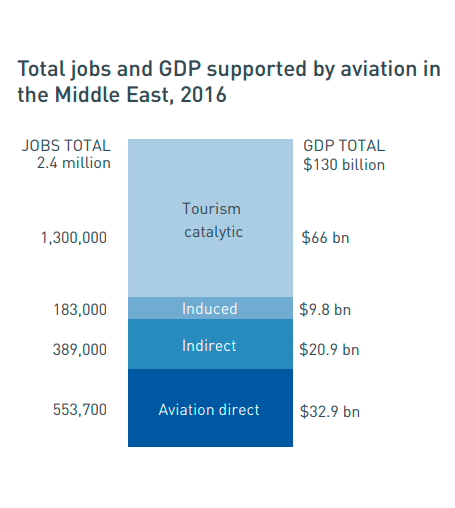 Total jobs and GDP supported by aviation in
the Middle East, 2016
JOBS TOTAL
2.4 million
GDP TOTAL
$130 billion
Tourism
catalytic
1,300,000
$66 bn
183,000
Induced
$9.8 bn
389,000
Indirect
$20.9 bn
553,700
Aviation direct
$32.9 bn